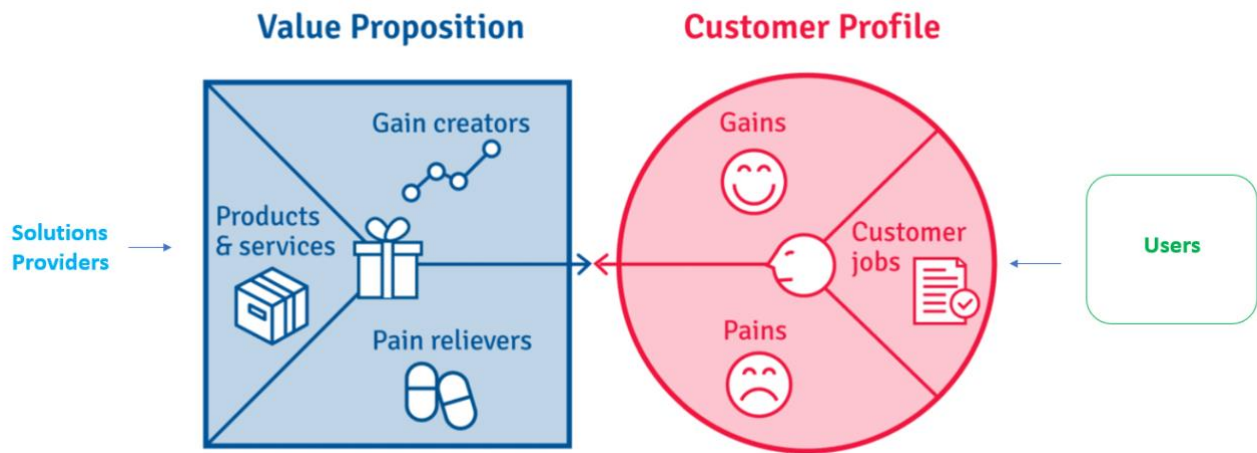 Value Proposition
Customer Profile
Gain creators
Products
& services
Pain relievers
Gains
Customer
jobs
Pains
Solutions
Providers
Users